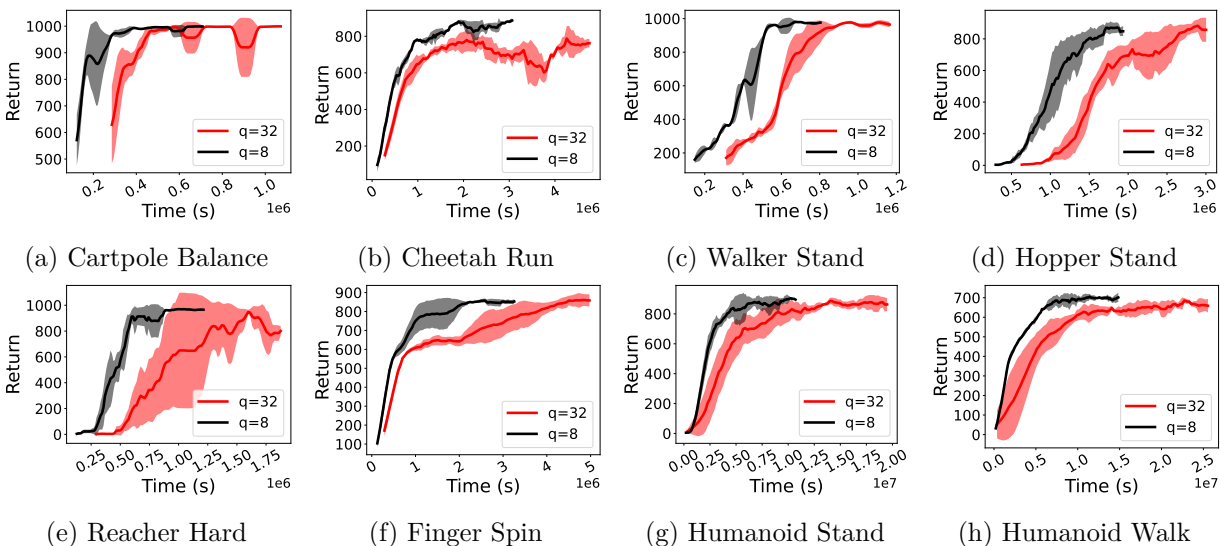 1000
900
800
700
600
500
Return
0.2
0.4
0.6
0.8
1.0
1e6
Time (s)
q=32
q=8
(a) Cartpole Balance
800
600
400
200
Return
0
1
2
3
4
1e6
Time (s)
q=32
q=8
(b) Cheetah Run
1000
800
600
400
200
Return
0.2
0.4
0.6
0.8
1.0
1.2
1e6
Time (s)
q=32
q=8
(c) Walker Stand
800
600
400
200
0
Return
0.5
1.0
1.5
2.0
2.5
3.0
1e6
Time (s)
q=32
q=8
(d) Hopper Stand
1000
800
600
400
200
0
Return
0.25
0.50
0.75
1.00
1.25
1.50
1.75
1e6
Time (s)
q=32
q=8
(e) Reacher Hard
900
800
700
600
500
400
300
200
100
Return
0
1
2
3
4
5
1e6
Time (s)
q=32
q=8
(f) Finger Spin
800
600
400
200
0
Return
0.00
0.25
0.50
0.75
1.00
1.25
1.50
1.75
2.00
1e7
Time (s)
q=32
q=8
(g) Humanoid Stand
700
600
500
400
300
200
100
0
Return
0.0
0.5
1.0
1.5
2.0
2.5
1e7
Time (s)
q=32
q=8
(h) Humanoid Walk